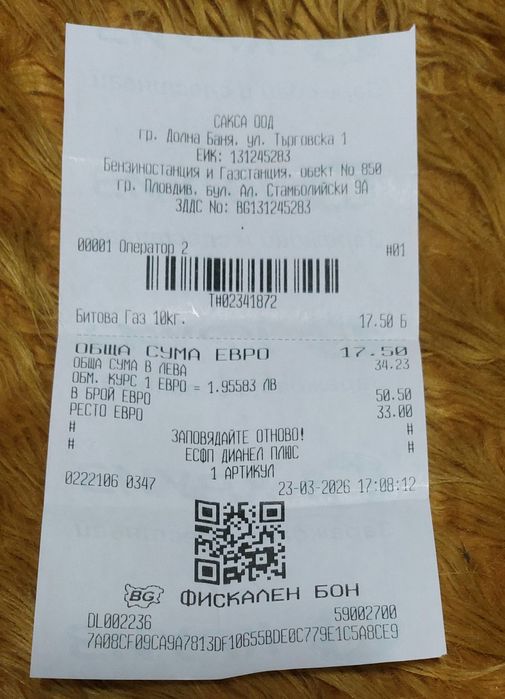 САКСА ООД
гр. Долна Баня, ул. Търговска 1
ЕИК: 131245283
Бензиностанция и Газстанция, обект No 850
гр. Пловдив, бул. Ал. Стамболийски 9А
ЗДДС No: BG131245283
00001 Оператор 2 #01
T#02341872
Битова Газ 10кг. 17.50 Б
ОБЩА СУМА ЕВРО 17.50
ОБЩА СУМА В ЛЕВА 34.23
ОБМ. КУРС 1 ЕВРО = 1.95583 ЛВ
В БРОЙ ЕВРО 50.50
РЕСТО ЕВРО 33.00
# #
# ЗАПОВЯДАЙТЕ ОТНОВО! #
ЕСФП ДИАНЕЛ ПЛЮС
1 АРТИКУЛ
0222106 0347 23-03-2026 17:08:12
BG ФИСКАЛЕН БОН
DL002236 59002700
7A08CF09CA9A7813DF10655BDE0C779E1C5A8CE9